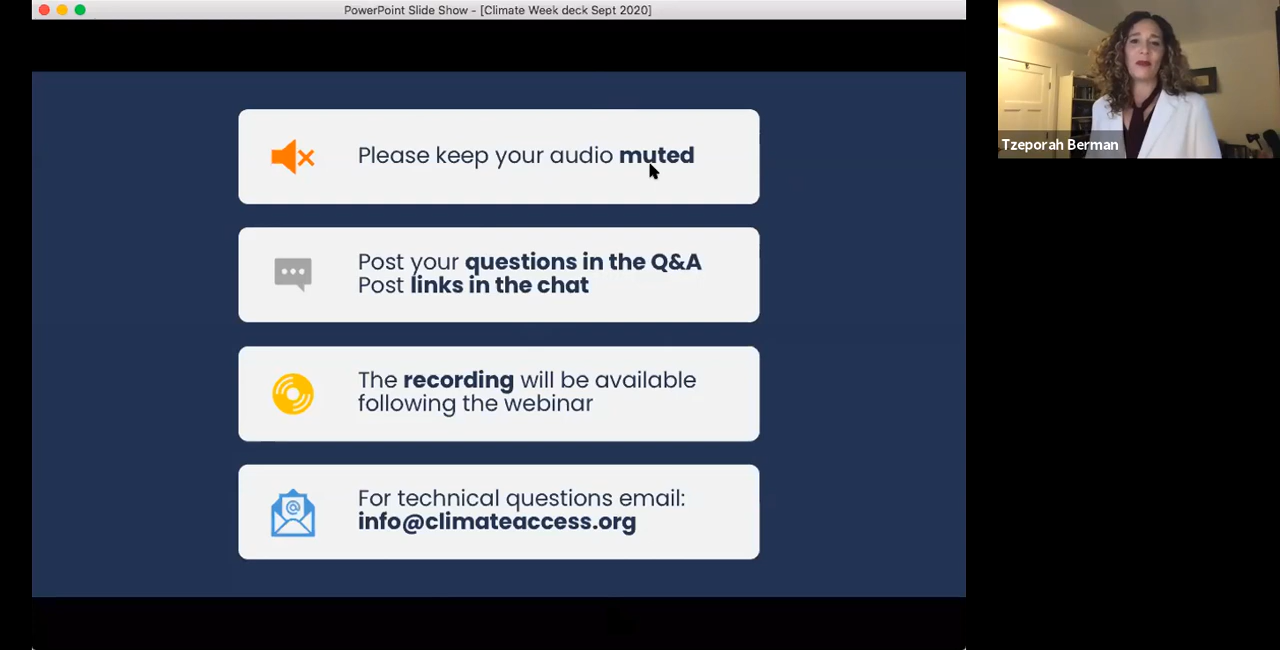 PowerPoint Slide Show - [Climate Week deck Sept 2020]
Please keep your audio muted
Post your questions in the Q&A
Post links in the chat
The recording will be available
following the webinar
@
For technical questions email:
info@climateaccess.org
Tzeporah Berman